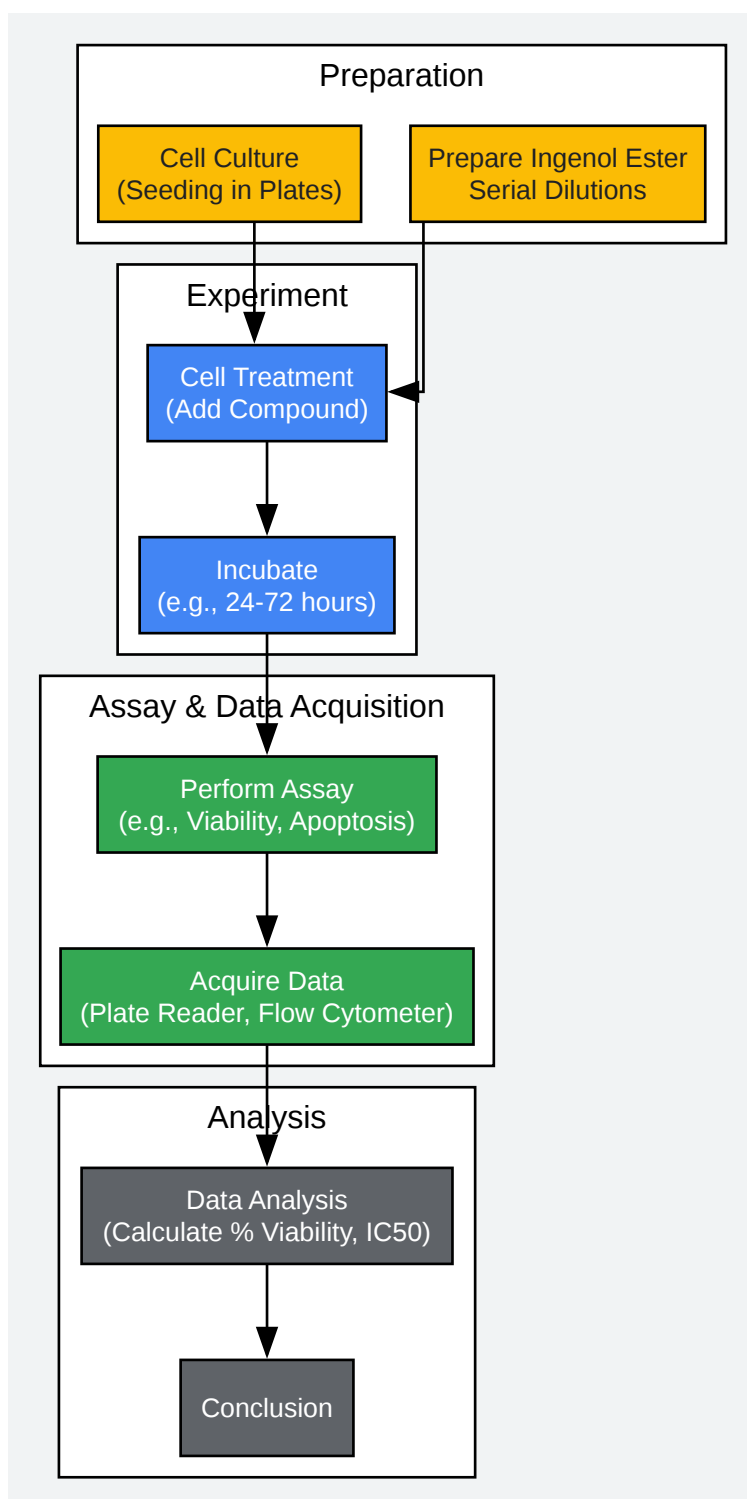 Preparation
Cell Culture
(Seeding in Plates)
Prepare Ingenol Ester
Serial Dilutions
Experiment
Cell Treatment
(Add Compound)
Incubate
(e.g., 24-72 hours)
Assay & Data Acquisition
Perform Assay
(e.g., Viability, Apoptosis)
Acquire Data
(Plate Reader, Flow Cytometer)
Analysis
Data Analysis
(Calculate % Viability, IC50)
Conclusion